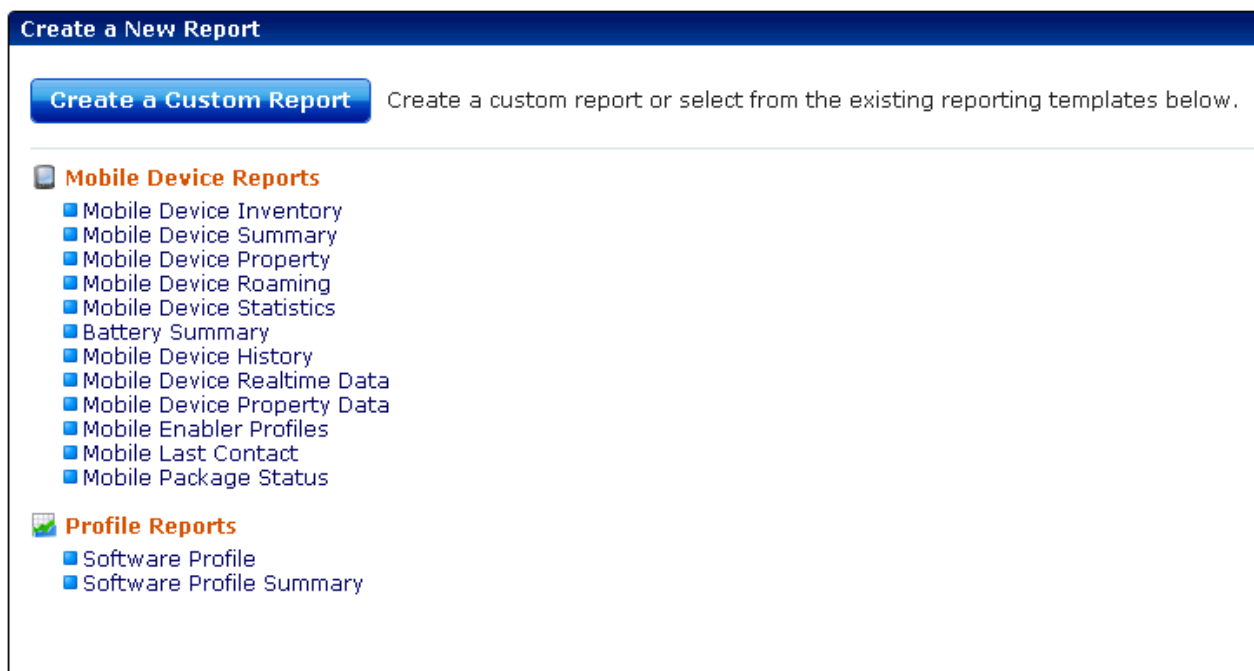 Create a New Report
Create a Custom Report Create a custom report or select from the existing reporting templates below.
Mobile Device Reports
Mobile Device Inventory
Mobile Device Summary
Mobile Device Property
Mobile Device Roaming
Mobile Device Statistics
Battery Summary
Mobile Device History
Mobile Device Realtime Data
Mobile Device Property Data
Mobile Enabler Profiles
Mobile Last Contact
Mobile Package Status
Profile Reports
Software Profile
Software Profile Summary